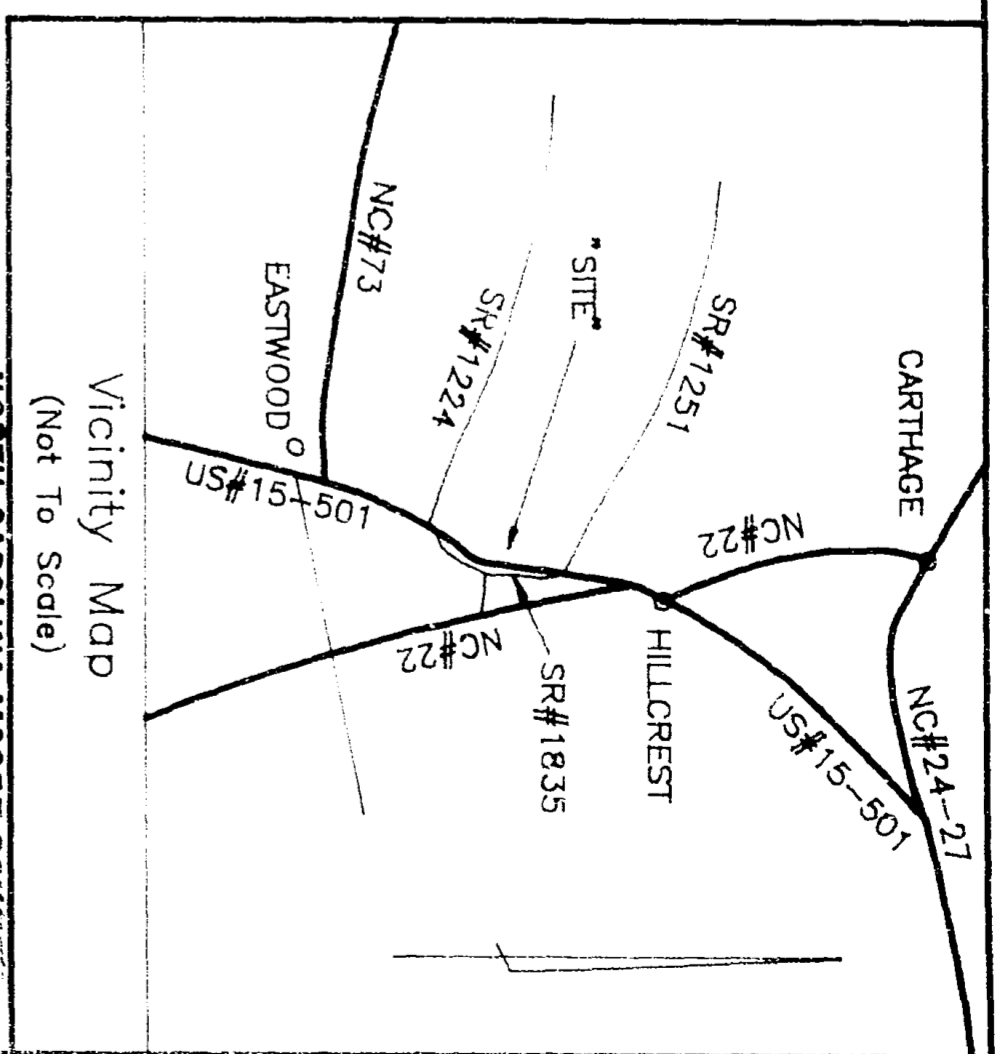 CARTHAGE
NC#24-27
SR#1251
NC#22
US#15-501
"SITE"
HILLCREST
SR#1224
SR#1835
NC#73
NC#22
EASTWOOD
US#15-501
Vicinity Map
(Not To Scale)